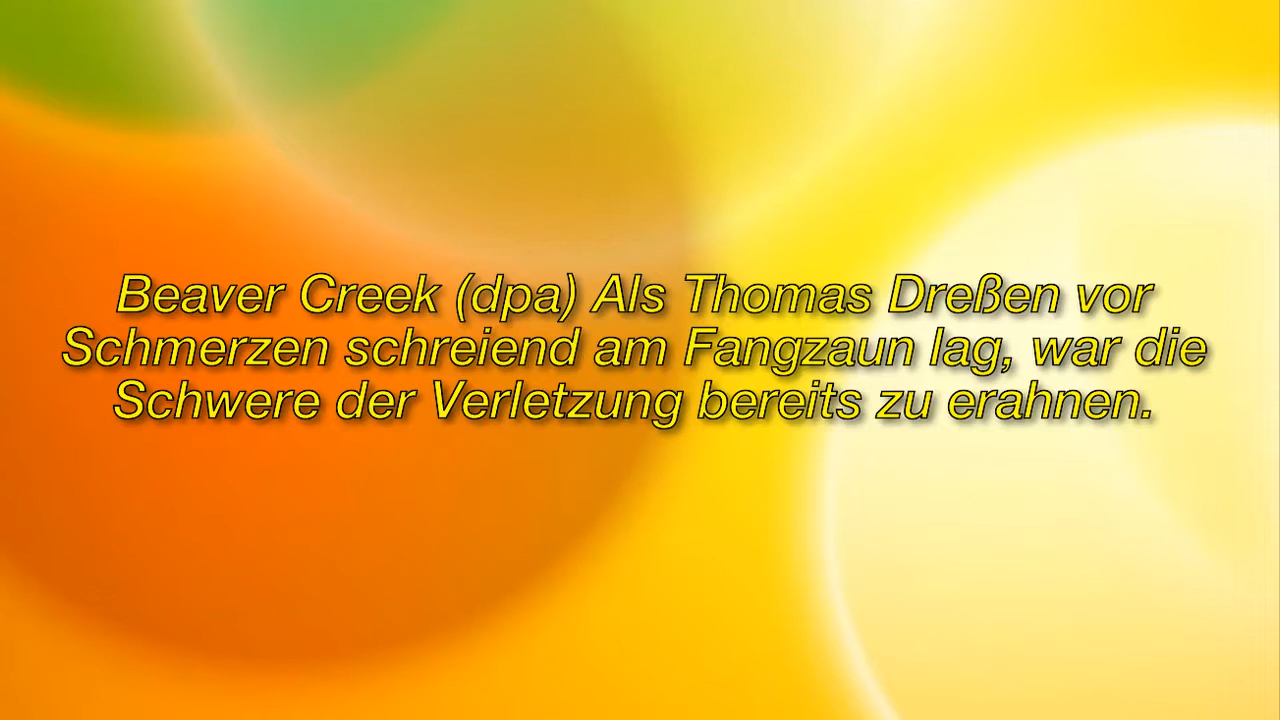 Beaver Creek (dpa) Als Thomas Dreßen vor
Schmerzen schreiend am Fangzaun lag, war die
Schwere der Verletzung bereits zu erahnen.